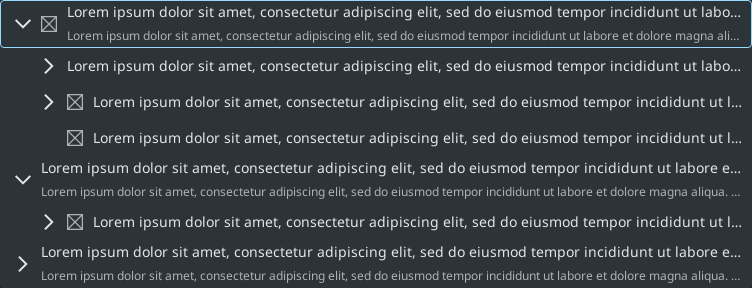 Lorem ipsum dolor sit amet, consectetur adipiscing elit, sed do eiusmod tempor incididunt ut labo...
Lorem ipsum dolor sit amet, consectetur adipiscing elit, sed do eiusmod tempor incididunt ut labore et dolore magna ali...
Lorem ipsum dolor sit amet, consectetur adipiscing elit, sed do eiusmod tempor incididunt ut labo...
Lorem ipsum dolor sit amet, consectetur adipiscing elit, sed do eiusmod tempor incididunt ut l...
Lorem ipsum dolor sit amet, consectetur adipiscing elit, sed do eiusmod tempor incididunt ut l...
Lorem ipsum dolor sit amet, consectetur adipiscing elit, sed do eiusmod tempor incididunt ut labore e...
Lorem ipsum dolor sit amet, consectetur adipiscing elit, sed do eiusmod tempor incididunt ut labore et dolore magna aliqua. ...
Lorem ipsum dolor sit amet, consectetur adipiscing elit, sed do eiusmod tempor incididunt ut l...
Lorem ipsum dolor sit amet, consectetur adipiscing elit, sed do eiusmod tempor incididunt ut labore e...
Lorem ipsum dolor sit amet, consectetur adipiscing elit, sed do eiusmod tempor incididunt ut labore et dolore magna aliqua. ...